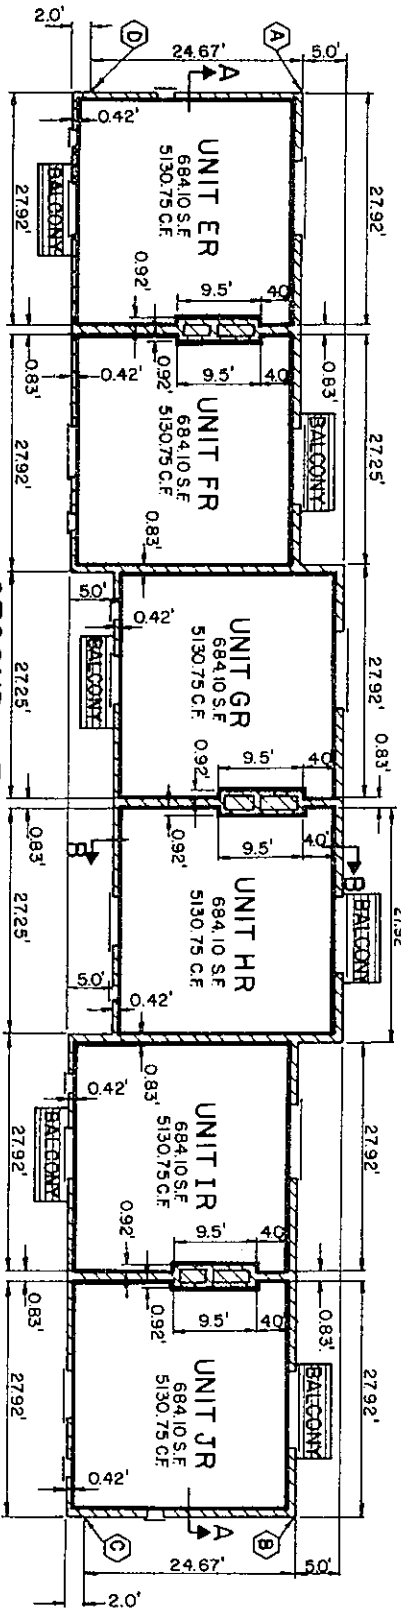 2.0'
D
24.67'
A
5.0'
A
27.92'
0.42'
BALCONY
UNIT ER
684.10 S.F.
5130.75 C.F.
27.92'
0.92'
9.5'
4.0'
0.83'
0.42'
0.92'
9.5'
4.0'
0.83'
27.92'
UNIT FR
684.10 S.F.
5130.75 C.F.
BALCONY
27.25'
0.83'
5.0'
0.42'
BALCONY
27.25'
UNIT GR
684.10 S.F.
5130.75 C.F.
27.92'
0.92'
9.5'
4.0'
0.83'
0.83'
B
0.92'
9.5'
4.0'
B
27.25'
UNIT HR
684.10 S.F.
5130.75 C.F.
BALCONY
27.92'
5.0'
0.42'
0.83'
0.42'
BALCONY
27.92'
UNIT IR
684.10 S.F.
5130.75 C.F.
27.92'
0.92'
9.5'
4.0'
0.83'
0.92'
9.5'
4.0'
0.83'
27.92'
UNIT JR
684.10 S.F.
5130.75 C.F.
BALCONY
27.92'
0.42'
A
C
B
24.67'
5.0'
2.0'